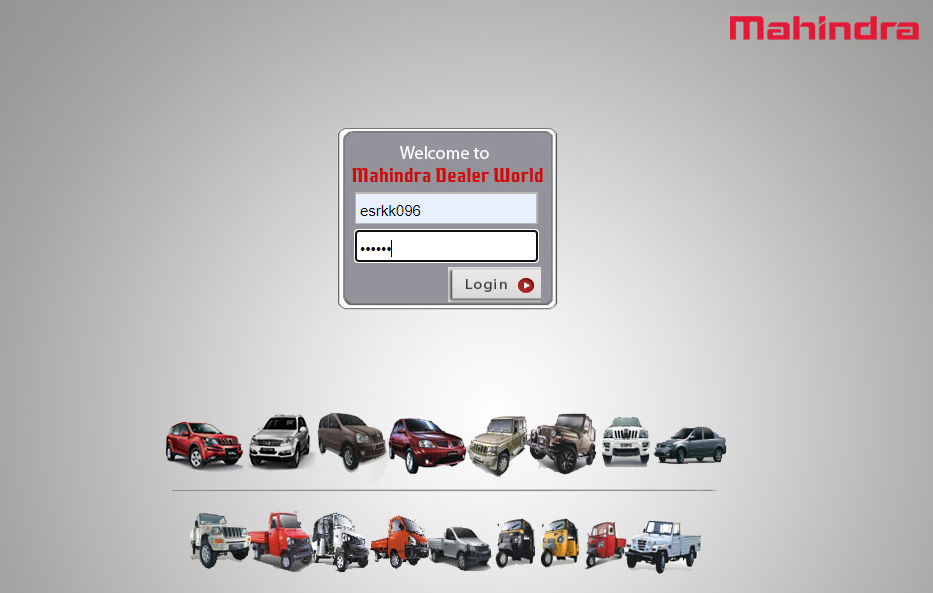 Mahindra
Welcome to
Mahindra Dealer World
esrkk096
••••••
Login